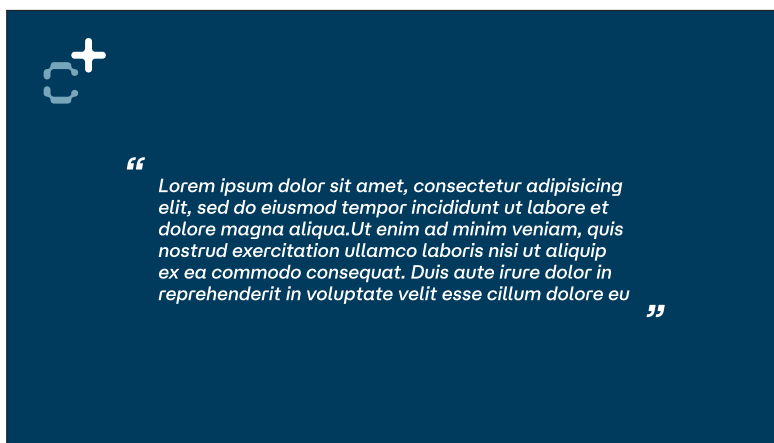 “
Lorem ipsum dolor sit amet, consectetur adipisicing
elit, sed do eiusmod tempor incididunt ut labore et
dolore magna aliqua.Ut enim ad minim veniam, quis
nostrud exercitation ullamco laboris nisi ut aliquip
ex ea commodo consequat. Duis aute irure dolor in
reprehenderit in voluptate velit esse cillum dolore eu
”